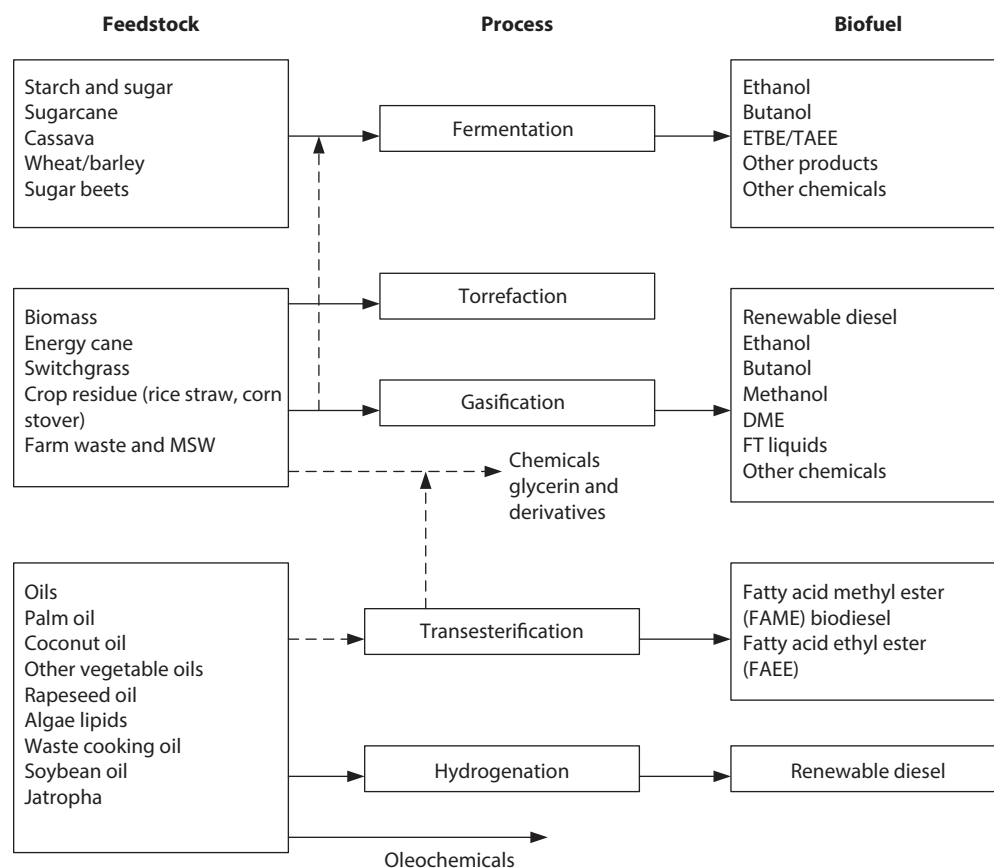 Feedstock
Process
Biofuel
Starch and sugar
Sugarcane
Cassava
Wheat/barley
Sugar beets
Fermentation
Ethanol
Butanol
ETBE/TAEE
Other products
Other chemicals
Biomass
Energy cane
Switchgrass
Crop residue (rice straw, corn
stover)
Farm waste and MSW
Torrefaction
Gasification
Chemicals
glycerin and
derivatives
Renewable diesel
Ethanol
Butanol
Methanol
DME
FT liquids
Other chemicals
Oils
Palm oil
Coconut oil
Other vegetable oils
Rapeseed oil
Algae lipids
Waste cooking oil
Soybean oil
Jatropha
Transesterification
Fatty acid methyl ester
(FAME) biodiesel
Fatty acid ethyl ester
(FAEE)
Hydrogenation
Renewable diesel
Oleochemicals